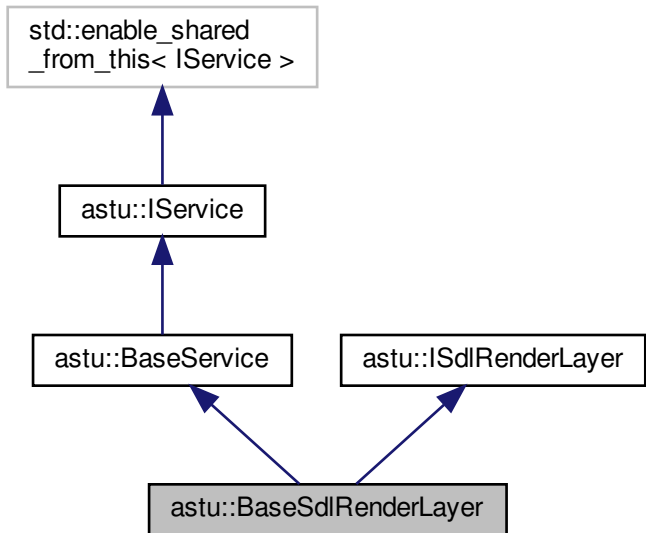 std::enable_shared
_from_this< IService >
astu::IService
astu::BaseService
astu::ISdlRenderLayer
astu::BaseSdlRenderLayer